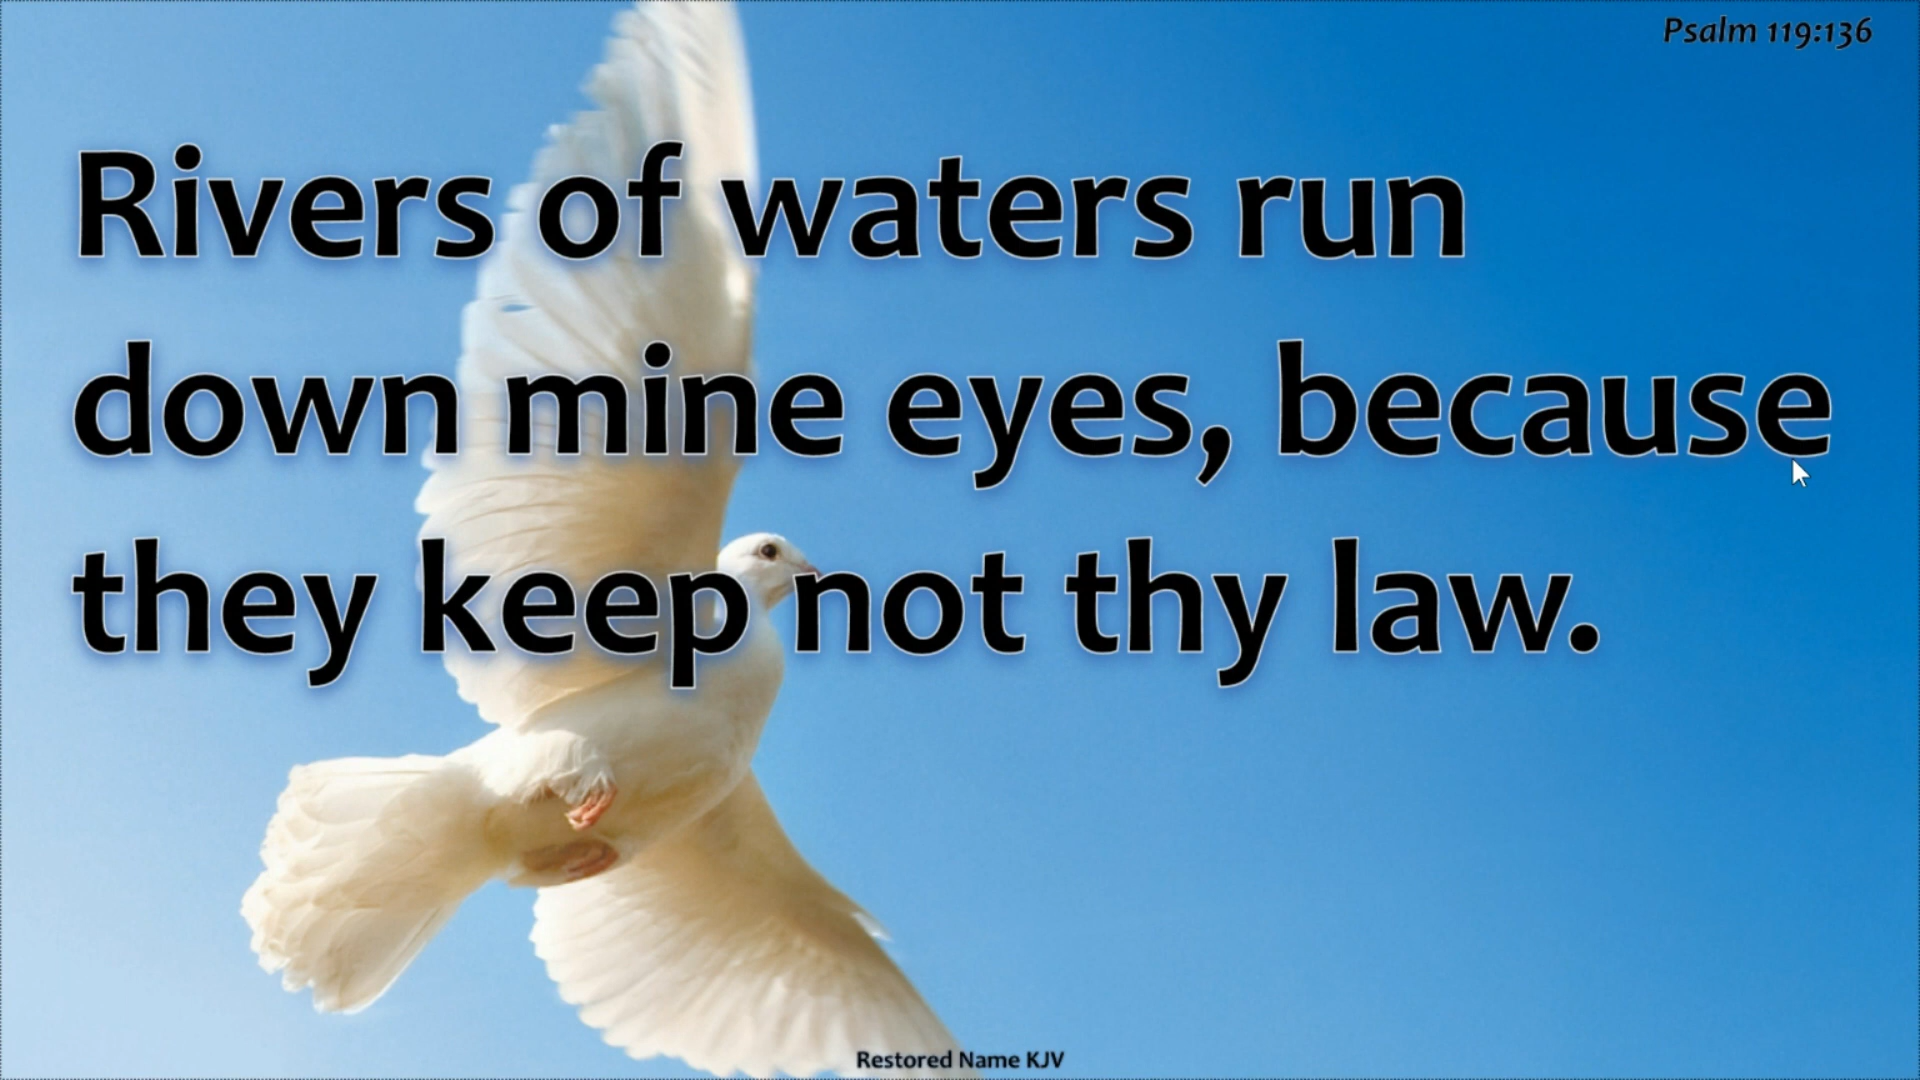 Psalm 119:136
Rivers of waters run
down mine eyes, because
they keep not thy law.
Restored Name KJV